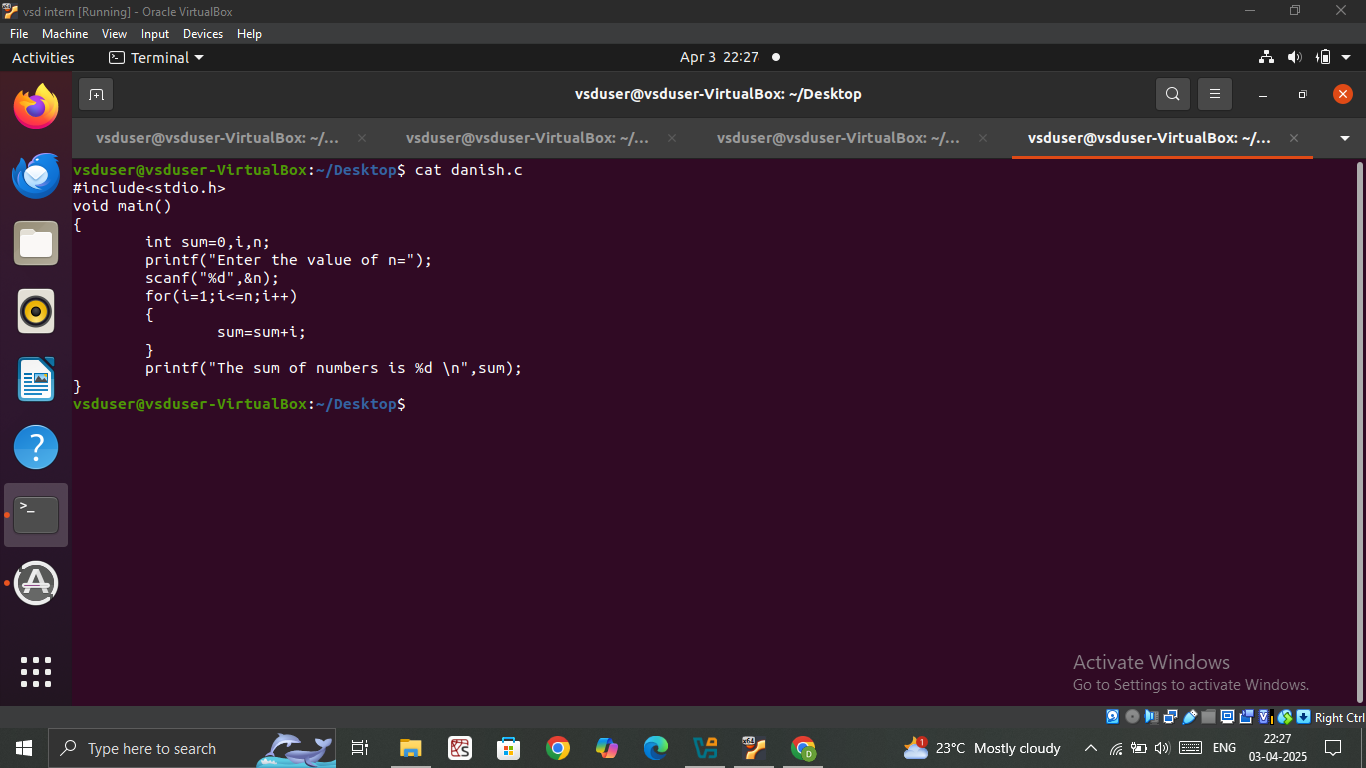 vsd intern [Running] - Oracle VirtualBox
File Machine View Input Devices Help
Activities Terminal Apr 3 22:27
vsduser@vsduser-VirtualBox: ~/Desktop
vsduser@vsduser-VirtualBox: ~/... vsduser@vsduser-VirtualBox: ~/... vsduser@vsduser-VirtualBox: ~/... vsduser@vsduser-VirtualBox: ~/...
vsduser@vsduser-VirtualBox:~/Desktop$ cat danish.c
#include<stdio.h>
void main()
{
        int sum=0,i,n;
        printf("Enter the value of n=");
        scanf("%d",&n);
        for(i=1;i<=n;i++)
        {
                sum=sum+i;
        }
        printf("The sum of numbers is %d \n",sum);
}
vsduser@vsduser-VirtualBox:~/Desktop$
Activate Windows
Go to Settings to activate Windows.
Right Ctrl
Type here to search
23°C Mostly cloudy
ENG
22:27
03-04-2025